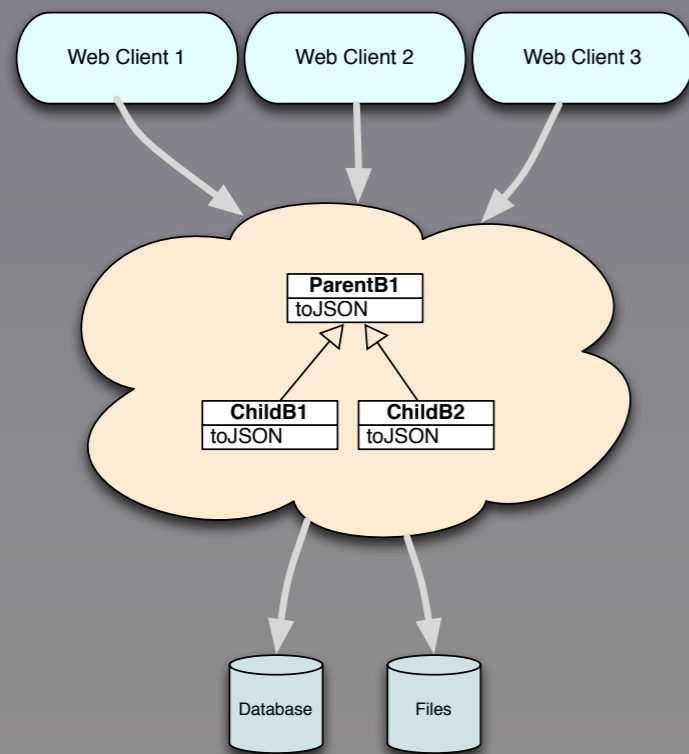 Web Client 1
Web Client 2
Web Client 3
ParentB1
toJSON
ChildB1
toJSON
ChildB2
toJSON
Database
Files